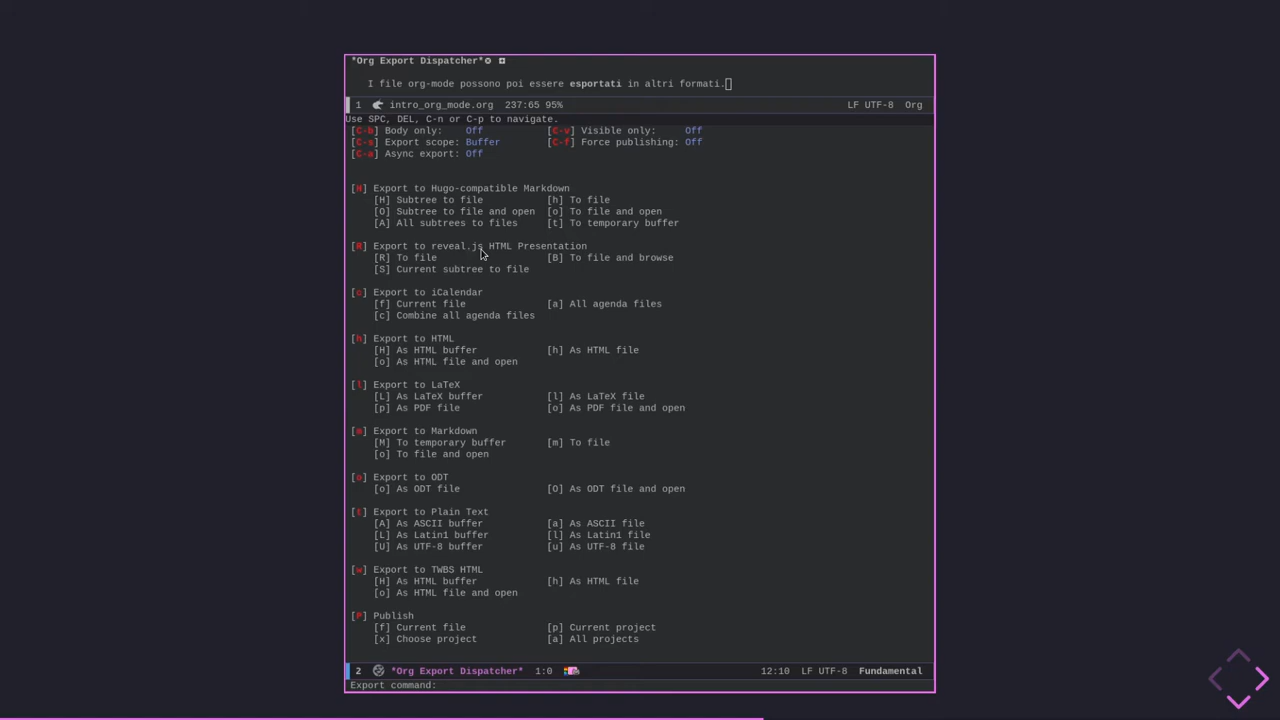 *Org Export Dispatcher*
I file org-mode possono poi essere esportati in altri formati.
1 intro_org_mode.org 237:65 95% LF UTF-8 Org
Use SPC, DEL, C-n or C-p to navigate.
[C-b] Body only: Off [C-v] Visible only: Off
[C-s] Export scope: Buffer [C-f] Force publishing: Off
[C-a] Async export: Off
[H] Export to Hugo-compatible Markdown
[H] Subtree to file [h] To file
[O] Subtree to file and open [o] To file and open
[A] All subtrees to files [t] To temporary buffer
[R] Export to reveal.js HTML Presentation
[R] To file [B] To file and browse
[S] Current subtree to file
[c] Export to iCalendar
[f] Current file [a] All agenda files
[c] Combine all agenda files
[h] Export to HTML
[H] As HTML buffer [h] As HTML file
[o] As HTML file and open
[l] Export to LaTeX
[L] As LaTeX buffer [l] As LaTeX file
[p] As PDF file [o] As PDF file and open
[m] Export to Markdown
[M] To temporary buffer [m] To file
[o] To file and open
[o] Export to ODT
[o] As ODT file [O] As ODT file and open
[t] Export to Plain Text
[A] As ASCII buffer [a] As ASCII file
[L] As Latin1 buffer [l] As Latin1 file
[U] As UTF-8 buffer [u] As UTF-8 file
[w] Export to TWBS HTML
[H] As HTML buffer [h] As HTML file
[o] As HTML file and open
[P] Publish
[f] Current file [p] Current project
[x] Choose project [a] All projects
2 *Org Export Dispatcher* 1:0 12:10 LF UTF-8 Fundamental
Export command: